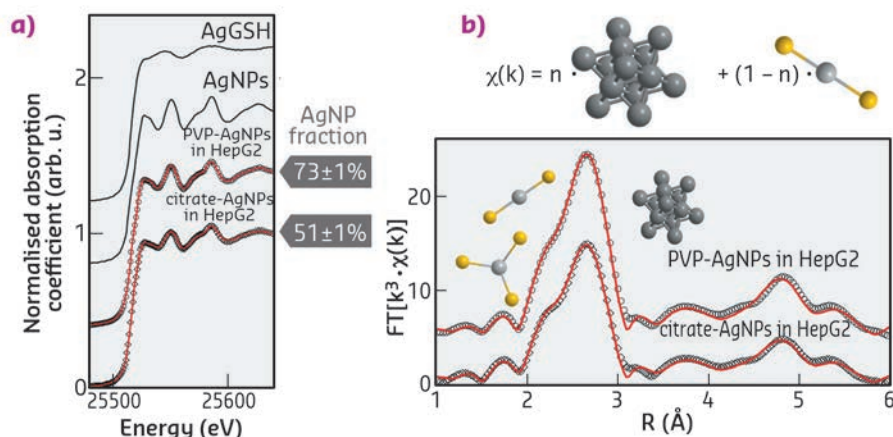 a)
Normalised absorption
coefficient (arb. u.)
2
1
0
AgGSH
AgNPs
PVP-AgNPs
in HepG2
citrate-AgNPs
in HepG2
25500
25600
Energy (eV)
AgNP
fraction
73±1%
51±1%
b)
χ(k) = n · + (1 – n) ·
FT[k³·χ(k)]
20
10
0
PVP-AgNPs in HepG2
citrate-AgNPs in HepG2
1 2 3 4 5 6
R (Å)